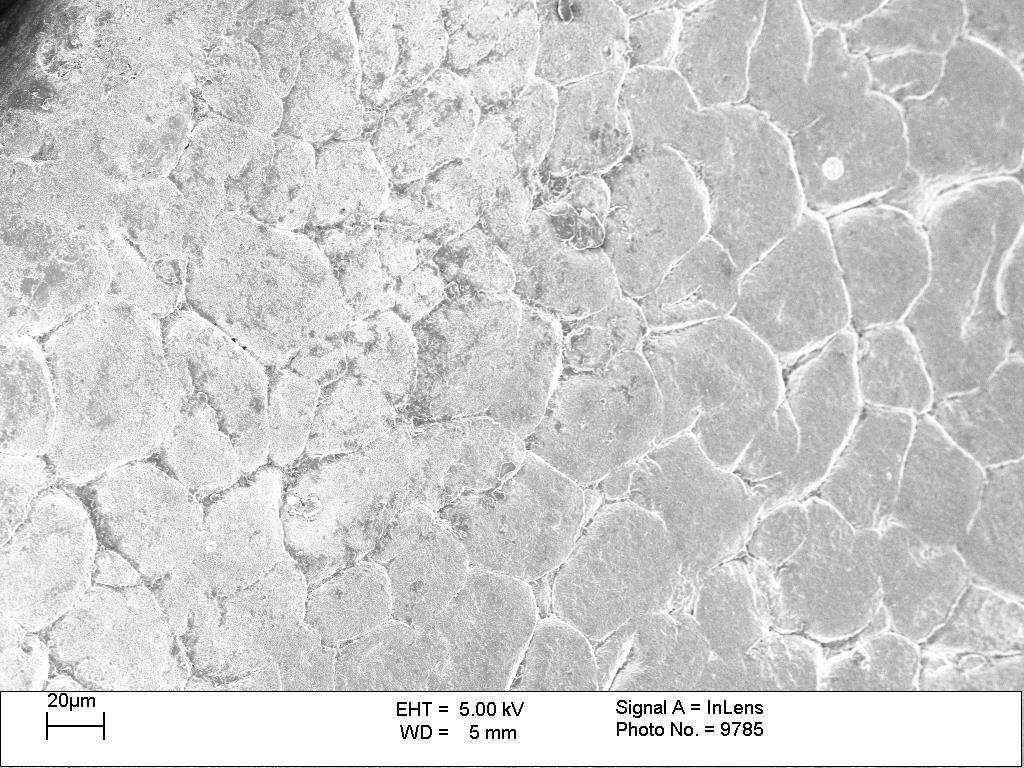 20µm
EHT = 5.00 kV
WD = 5 mm
Signal A = InLens
Photo No. = 9785